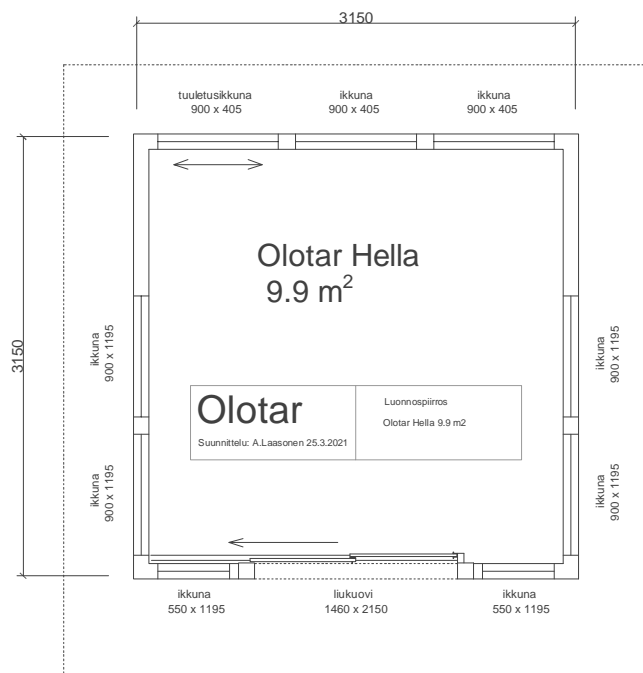 3150
tuuletusikkuna
900 x 405
ikkuna
900 x 405
ikkuna
900 x 405
Olotar Hella
9.9 m²
3150
ikkuna
900 x 1195
ikkuna
900 x 1195
Olotar
Suunnittelu: A.Laasonen 25.3.2021
Luonnospiirros
Olotar Hella 9.9 m2
ikkuna
900 x 1195
ikkuna
900 x 1195
ikkuna
550 x 1195
liukuovi
1460 x 2150
ikkuna
550 x 1195